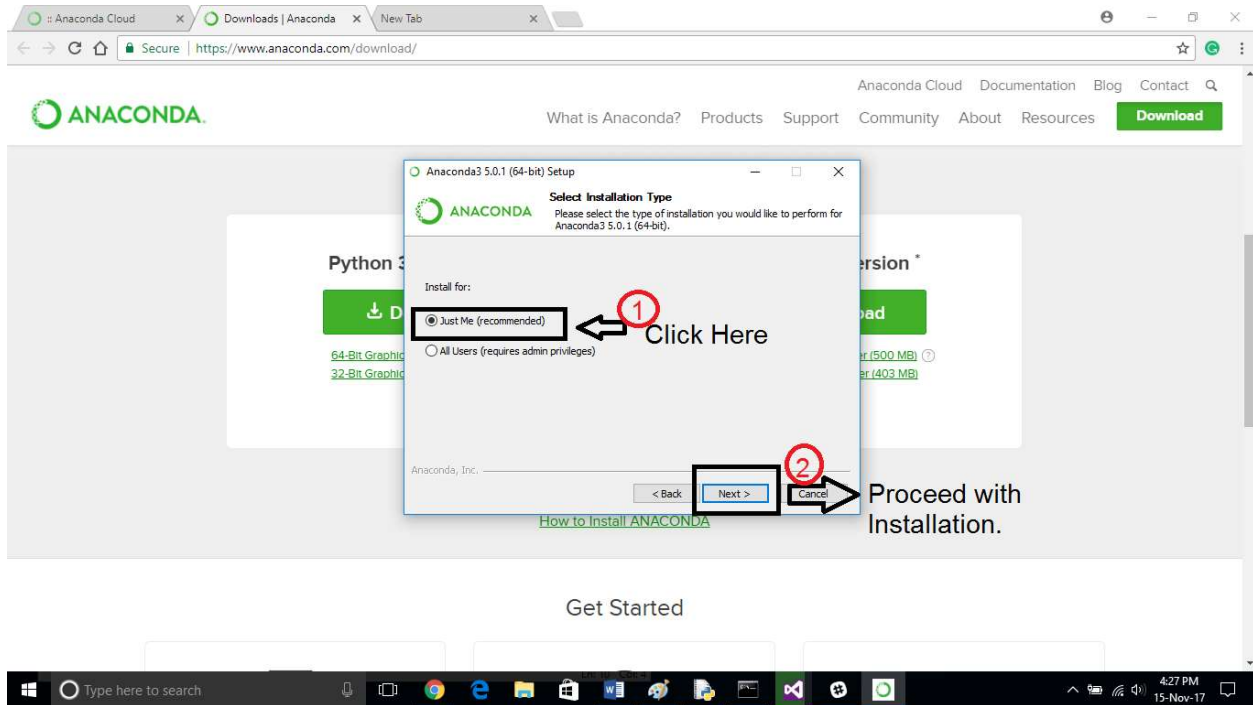 :: Anaconda Cloud
Downloads | Anaconda
New Tab
Secure | https://www.anaconda.com/download/
Anaconda Cloud Documentation Blog Contact
ANACONDA.
What is Anaconda? Products Support Community About Resources Download
Anaconda3 5.0.1 (64-bit) Setup
ANACONDA
Select Installation Type
Please select the type of installation you would like to perform for
Anaconda3 5.0.1 (64-bit).
Python 3
ersion *
Install for:
D
oad
Just Me (recommended)
1
Click Here
All Users (requires admin privileges)
64-Bit Graphic
er (500 MB) ?
32-Bit Graphic
er (403 MB)
Anaconda, Inc.
2
< Back
Next >
Cancel
Proceed with
Installation.
How to Install ANACONDA
Get Started
Type here to search
4:27 PM
15-Nov-17